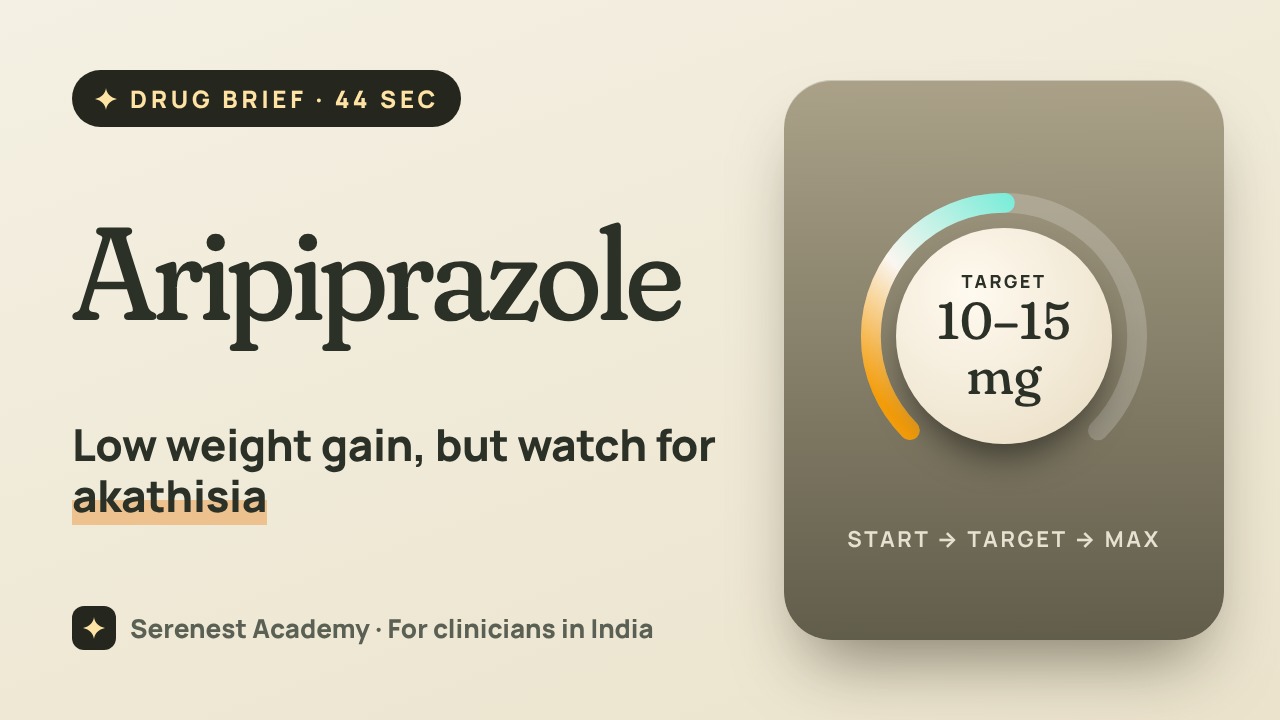 ✦ DRUG BRIEF · 44 SEC
Aripiprazole
Low weight gain, but watch for
akathisia
✦ Serenest Academy · For clinicians in India
TARGET
10–15
mg
START → TARGET → MAX